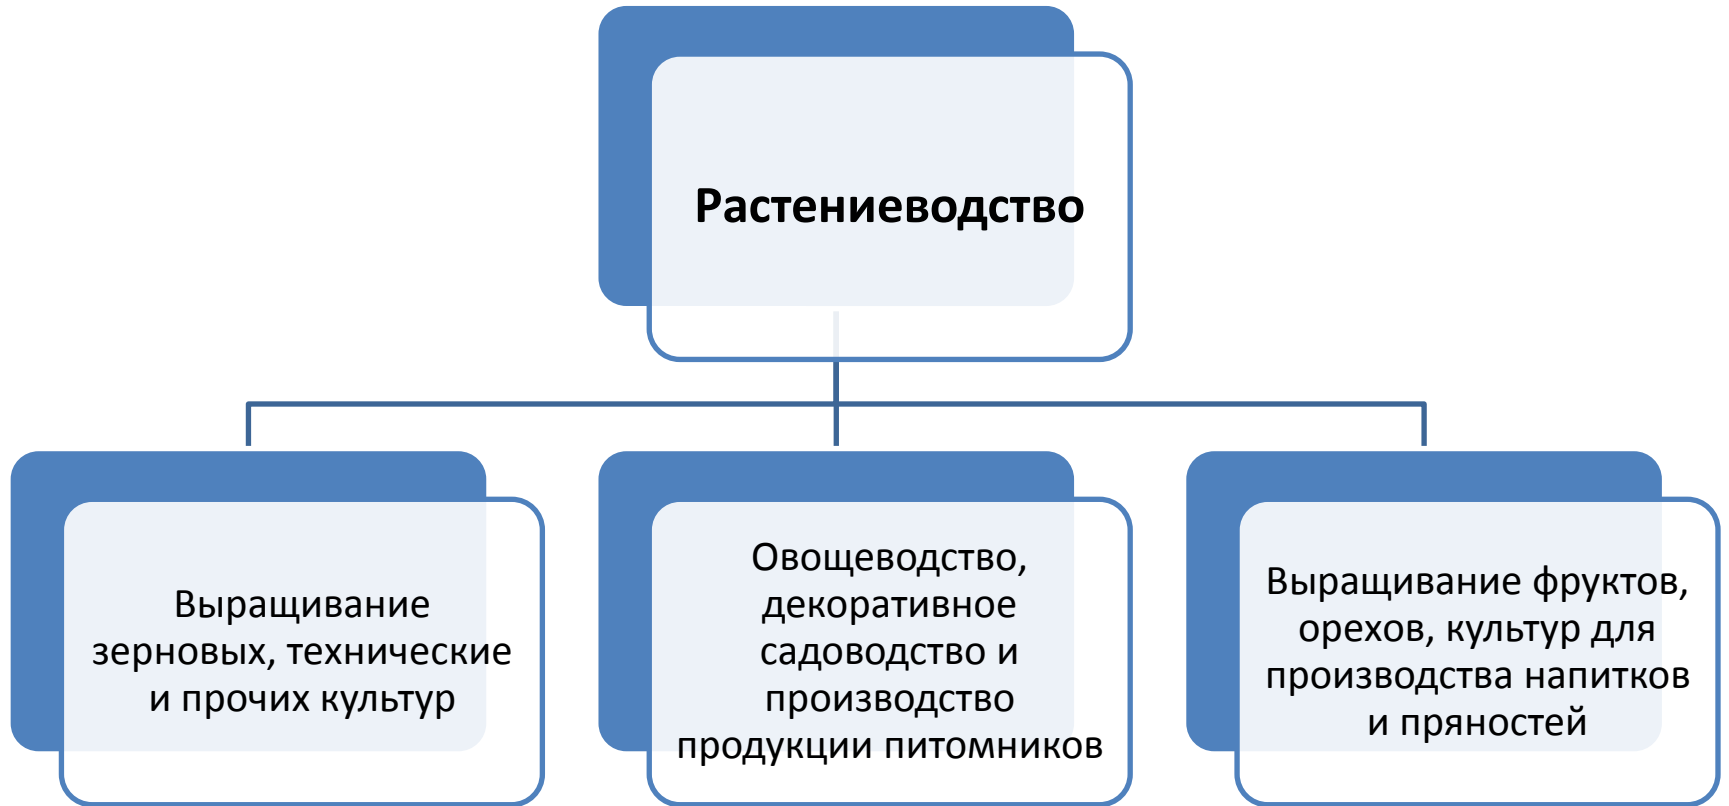 Растениеводство
Выращивание
зерновых, технические
и прочих культур
Овощеводство,
декоративное
садоводство и
производство
продукции питомников
Выращивание фруктов,
орехов, культур для
производства напитков
и пряностей